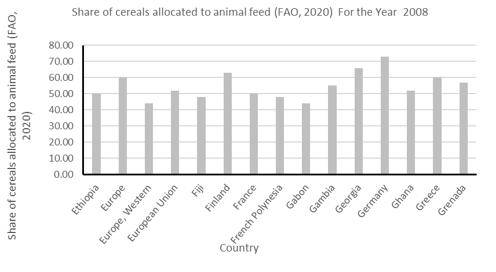 Share of cereals allocated to animal feed (FAO, 2020)  For the Year  2008
Share of cereals allocated to animal feed (FAO,
2020)
80.00
70.00
60.00
50.00
40.00
30.00
20.00
10.00
0.00
Ethiopia
Europe
Europe, Western
European Union
Fiji
Finland
France
French Polynesia
Gabon
Gambia
Georgia
Germany
Ghana
Greece
Grenada
Country